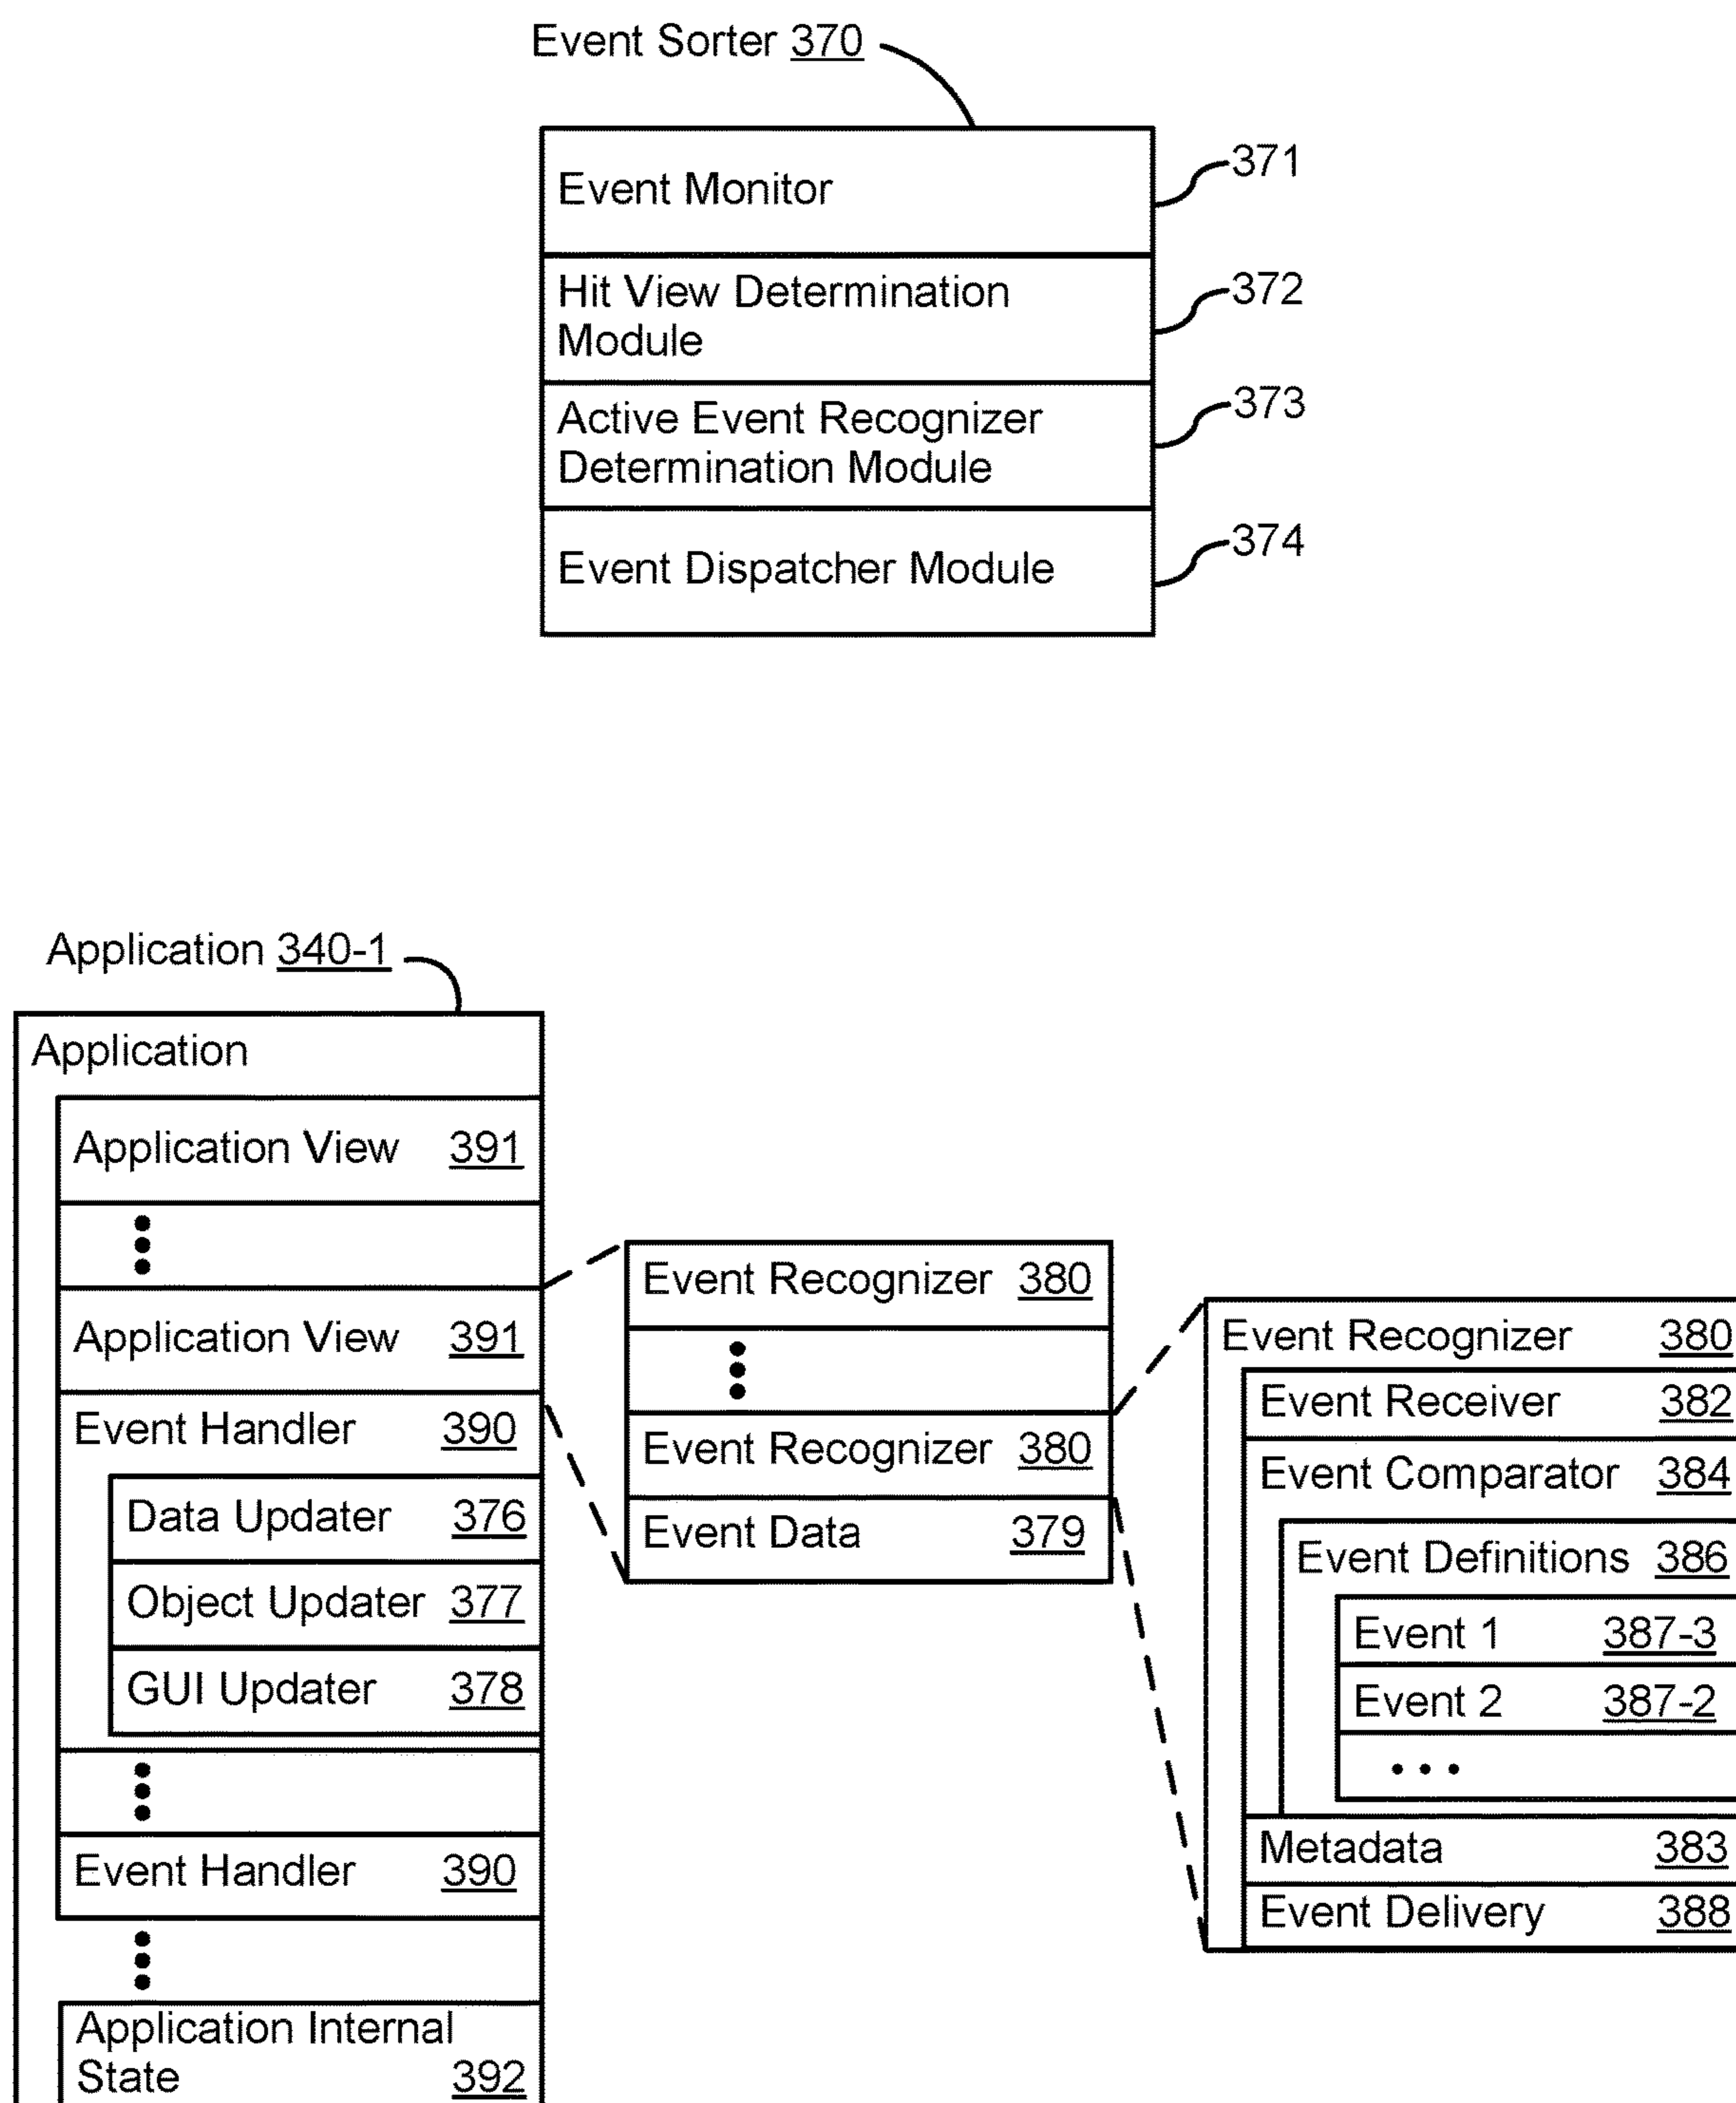 Event Sorter 370
Event Monitor
371
Hit View Determination
Module
372
Active Event Recognizer
Determination Module
373
Event Dispatcher Module
374
Application 340-1
Application
Application View 391
Application View 391
Event Handler 390
Data Updater 376
Object Updater 377
GUI Updater 378
Event Handler 390
Application Internal
State 392
Event Recognizer 380
Event Recognizer 380
Event Data 379
Event Recognizer 380
Event Receiver 382
Event Comparator 384
Event Definitions 386
Event 1 387-3
Event 2 387-2
Metadata 383
Event Delivery 388